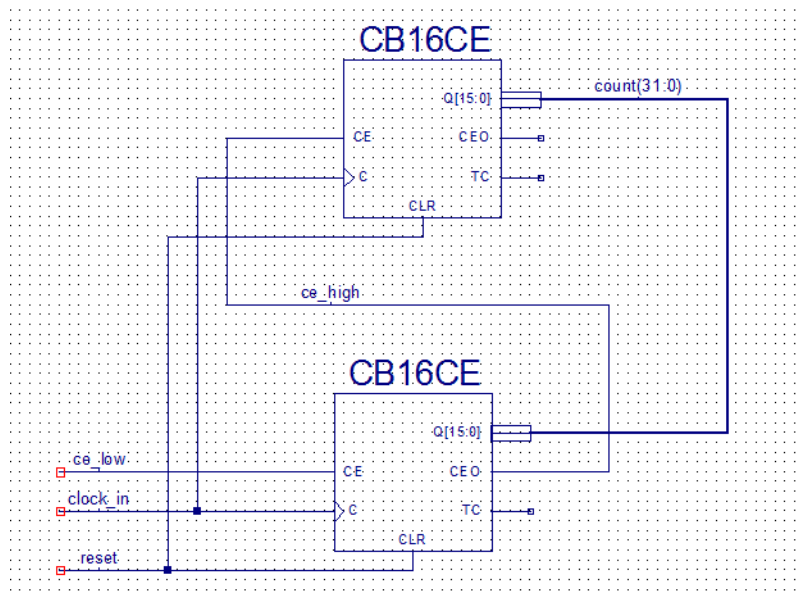 CB16CE
Q[15:0]
count(31:0)
CE
CEO
C
TC
CLR
ce_high
CB16CE
Q[15:0]
ce_low
CE
CEO
clock_in
C
TC
CLR
reset